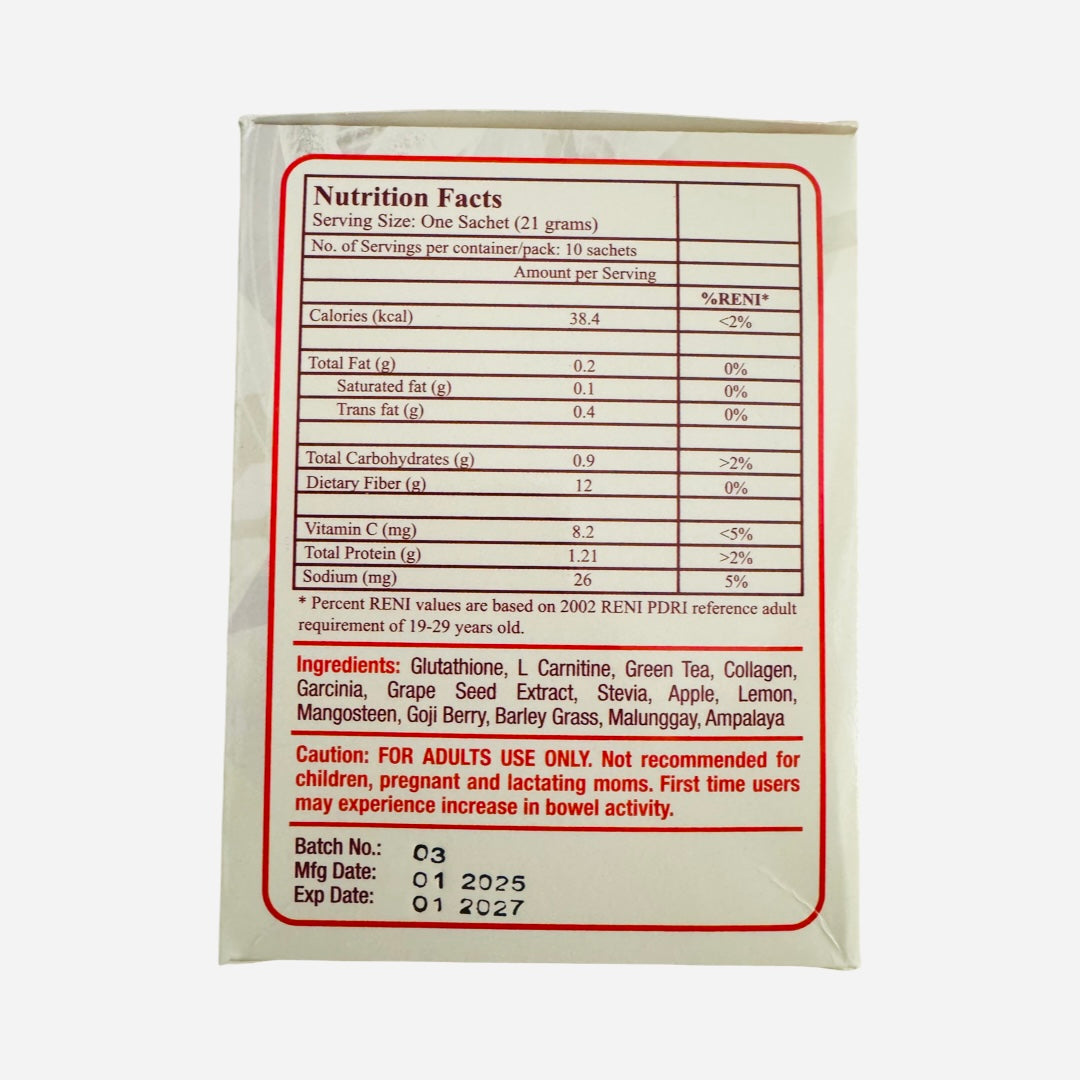 Nutrition Facts
Serving Size: One Sachet (21 grams)
No. of Servings per container/pack: 10 sachets
Amount per Serving
%RENI*
Calories (kcal) 38.4 <2%
Total Fat (g) 0.2 0%
Saturated fat (g) 0.1 0%
Trans fat (g) 0.4 0%
Total Carbohydrates (g) 0.9 >2%
Dietary Fiber (g) 12 0%
Vitamin C (mg) 8.2 <5%
Total Protein (g) 1.21 >2%
Sodium (mg) 26 5%
* Percent RENI values are based on 2002 RENI PDRI reference adult
requirement of 19-29 years old.
Ingredients: Glutathione, L Carnitine, Green Tea, Collagen,
Garcinia, Grape Seed Extract, Stevia, Apple, Lemon,
Mangosteen, Goji Berry, Barley Grass, Malunggay, Ampalaya
Caution: FOR ADULTS USE ONLY. Not recommended for
children, pregnant and lactating moms. First time users
may experience increase in bowel activity.
Batch No.: 03
Mfg Date: 01 2025
Exp Date: 01 2027